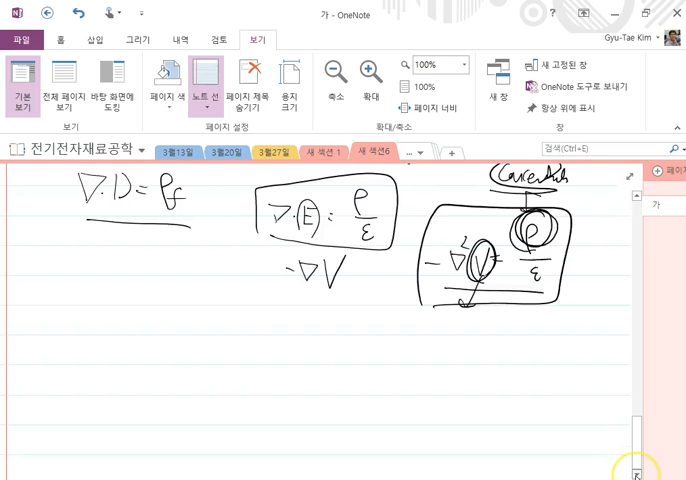 가 - OneNote
Gyu-Tae Kim
파일 홈 삽입 그리기 내역 검토 보기
기본 보기
전체 페이지 보기
바탕 화면에 도킹
페이지 색
노트 선
페이지 제목 숨기기
용지 크기
축소
확대
100%
100%
페이지 너비
새 창
새 고정된 창
OneNote 도구로 보내기
항상 위에 표시
보기 페이지 설정 확대/축소 창
전기전자재료공학 3월13일 3월20일 3월27일 새 섹션 1 새 섹션6 ... +
검색(Ctrl+E)
페이지
가
∇·D = ρf
∇·E = ρ/ε
-∇V
-∇²V = ρ/ε